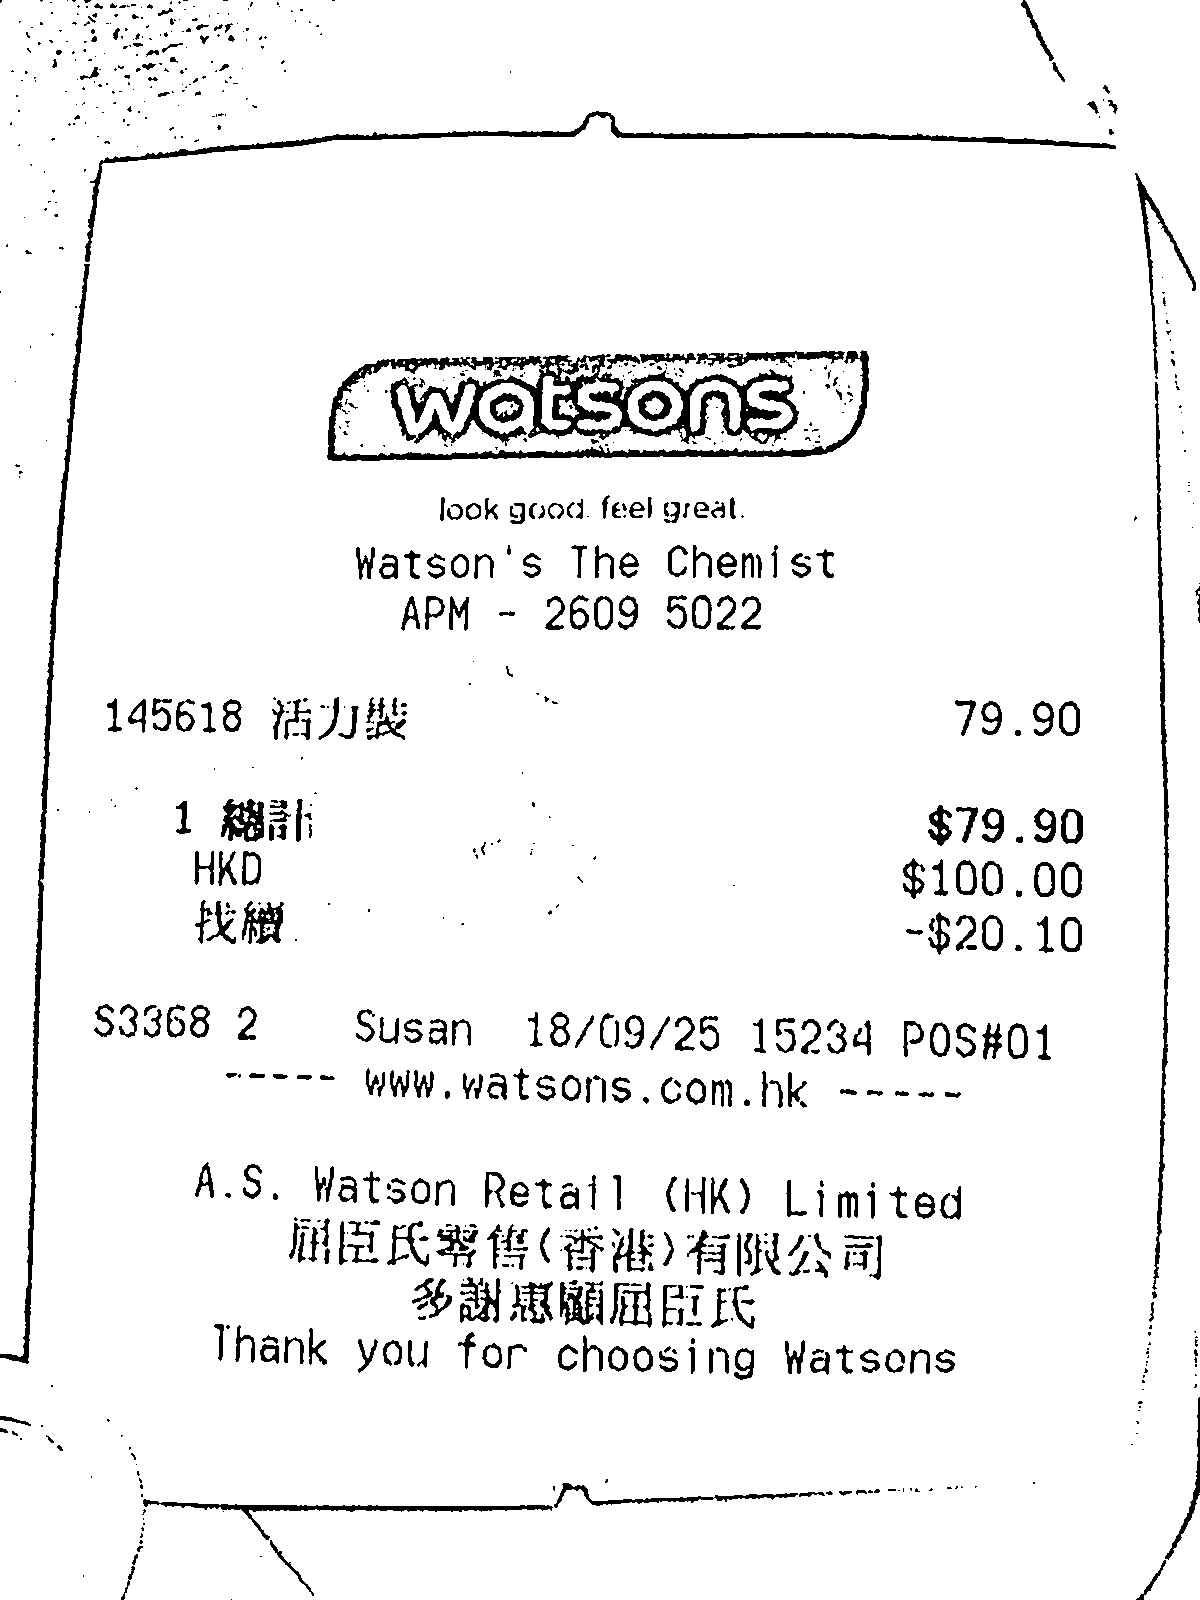 watsons
look good. feel great.
Watson's The Chemist
APM - 2609 5022
145618 活力裝 79.90
1 總計 $79.90
HKD $100.00
找續 -$20.10
S3368 2 Susan 18/09/25 15234 POS#01
----- www.watsons.com.hk -----
A.S. Watson Retail (HK) Limited
屈臣氏零售(香港)有限公司
多謝惠顧屈臣氏
Thank you for choosing Watsons